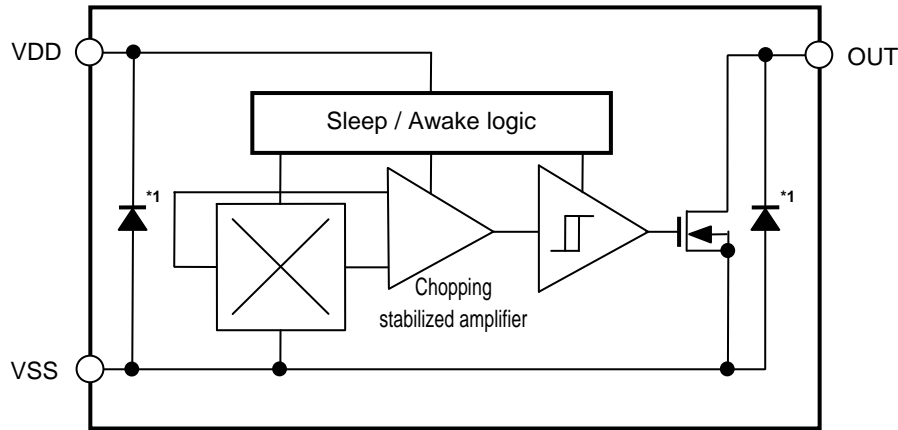 VDD
OUT
Sleep / Awake logic
*1
*1
Chopping
stabilized amplifier
VSS